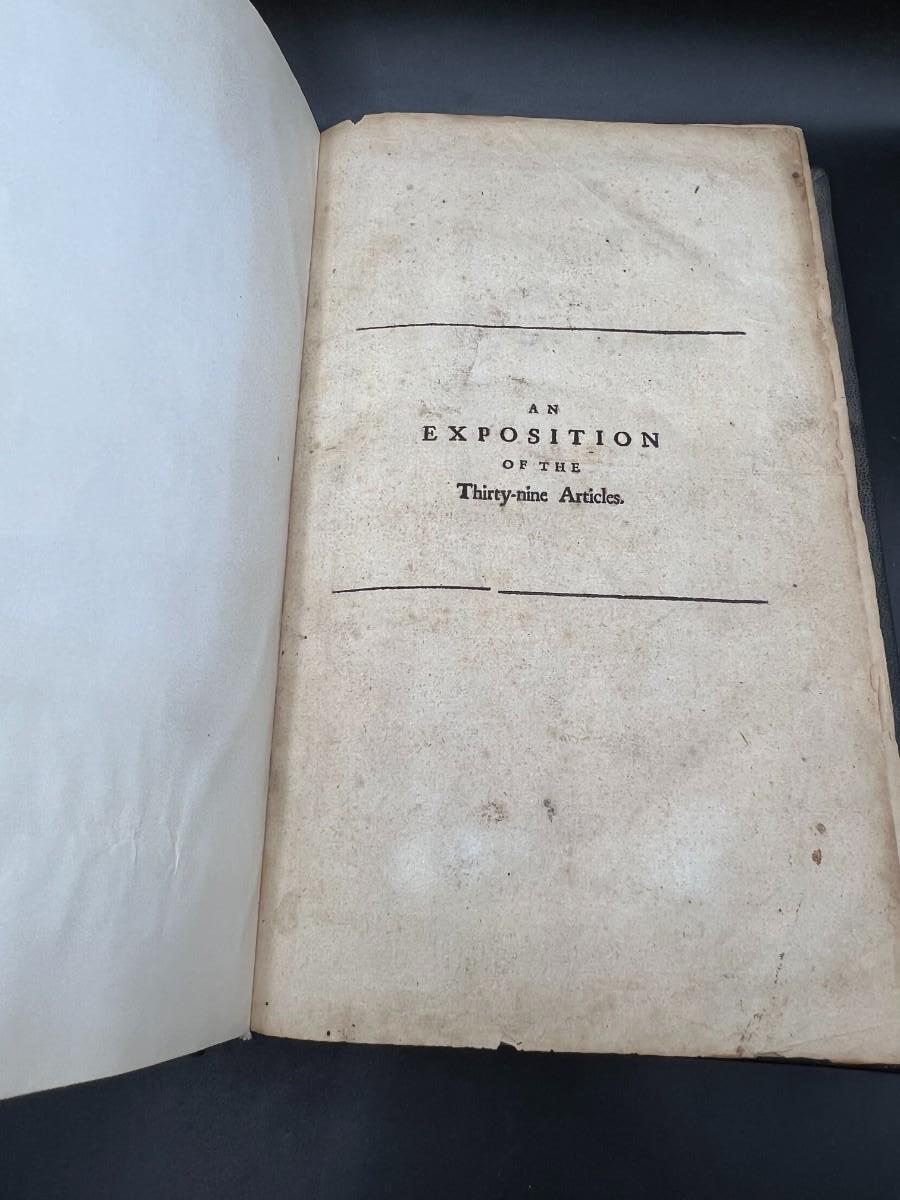 AN
EXPOSITION
OF THE
Thirty-nine Articles.